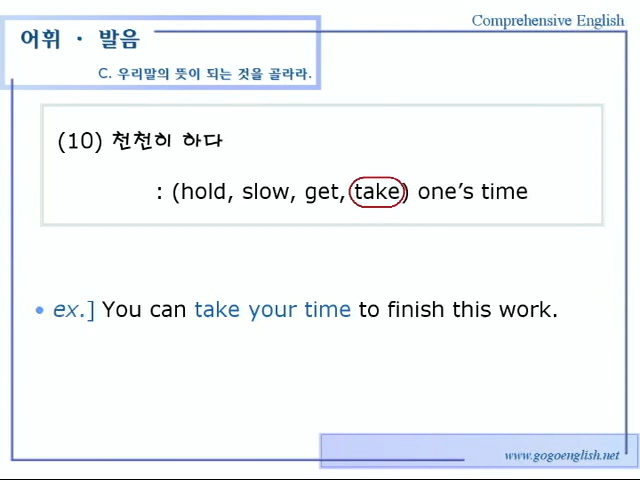 Comprehensive English
어휘 · 발음
C. 우리말의 뜻이 되는 것을 골라라.
(10) 천천히 하다
: (hold, slow, get, take) one's time
• ex.] You can take your time to finish this work.
www.gogoenglish.net